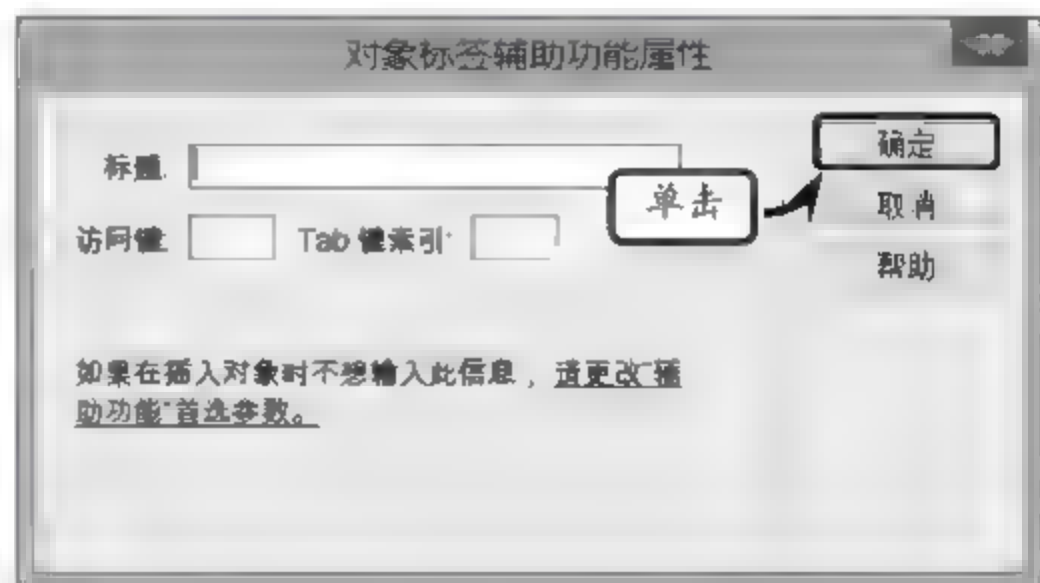 对象标签辅助功能属性
标题:
确定
单击
取消
访问键:
Tab 键索引:
帮助
如果在插入对象时不想输入此信息，请更改"辅
助功能"首选参数。